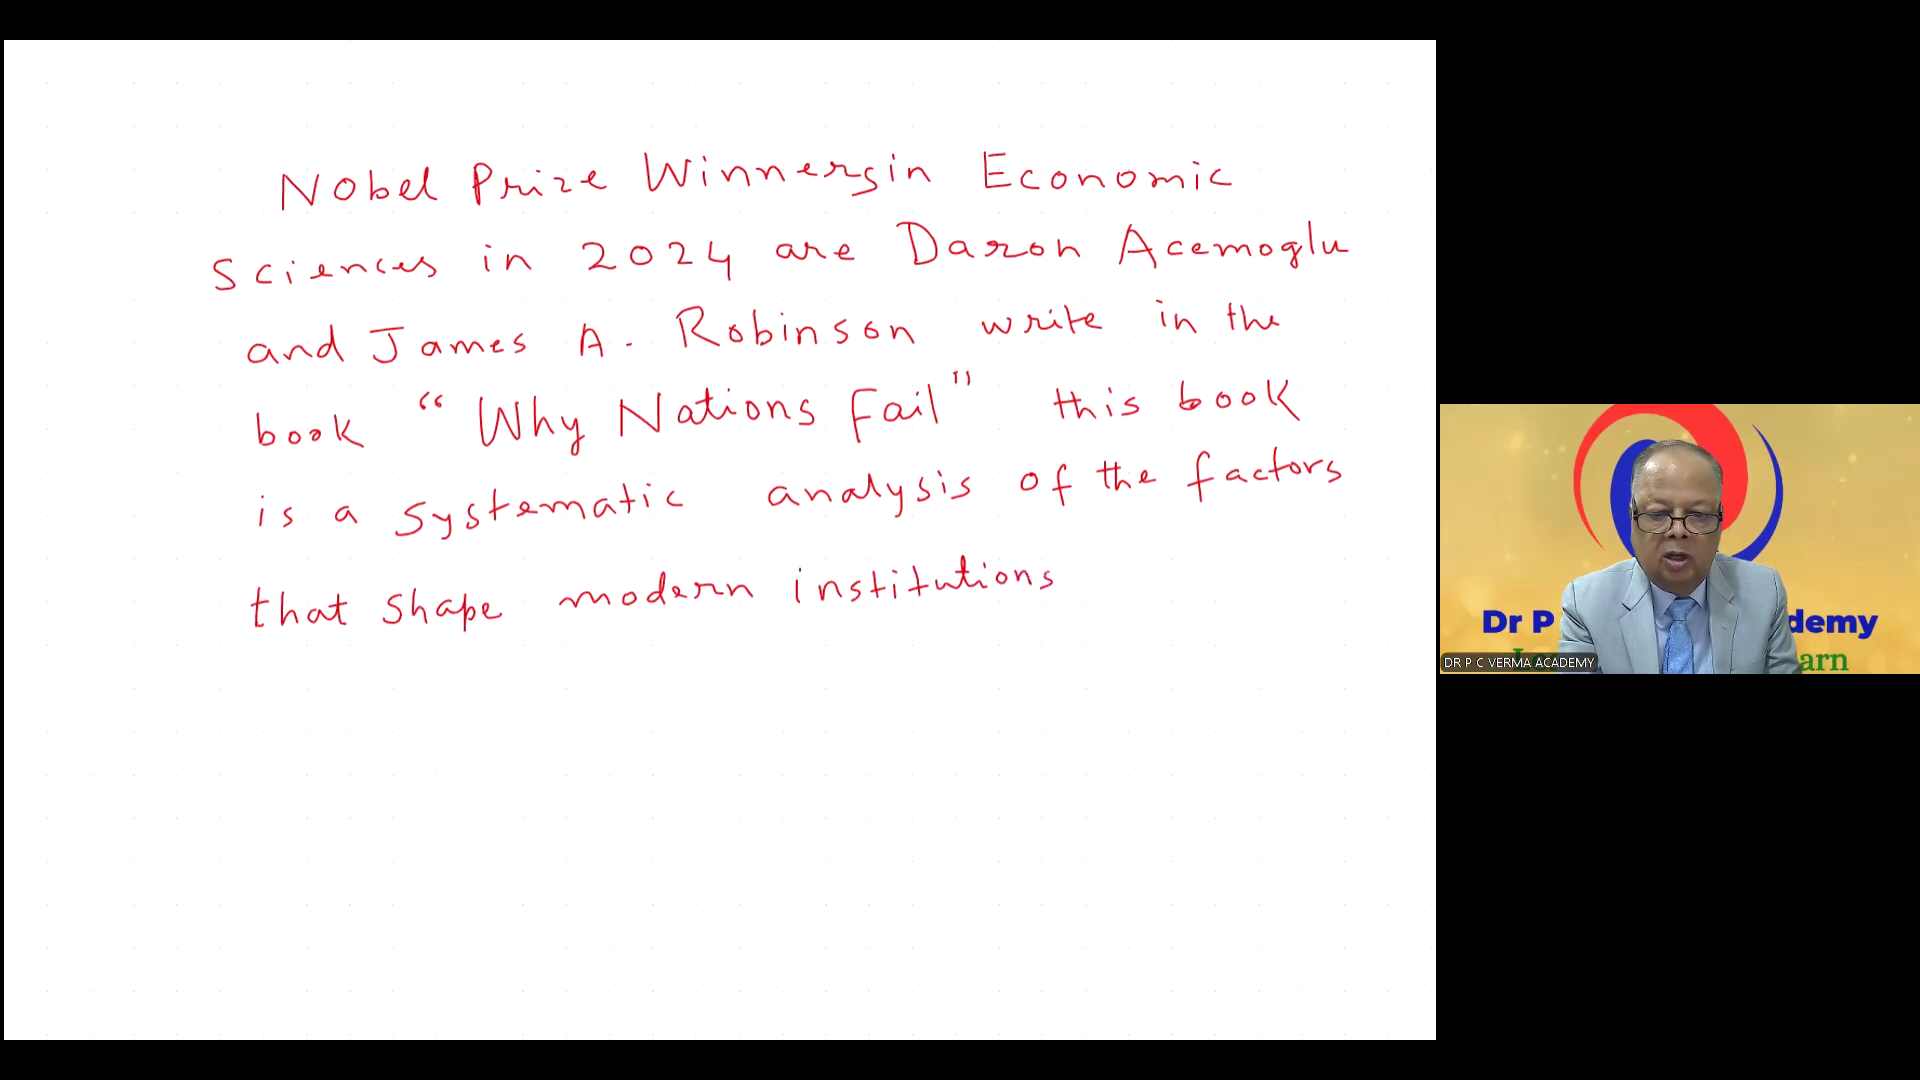 Nobel Prize Winnersin Economic
Sciences in 2024 are Daron Acemoglu
and James A. Robinson write in the
book "Why Nations Fail" this book
is a systematic analysis of the factors
that shape modern institutions
Dr P demy
arn
DR P C VERMA ACADEMY